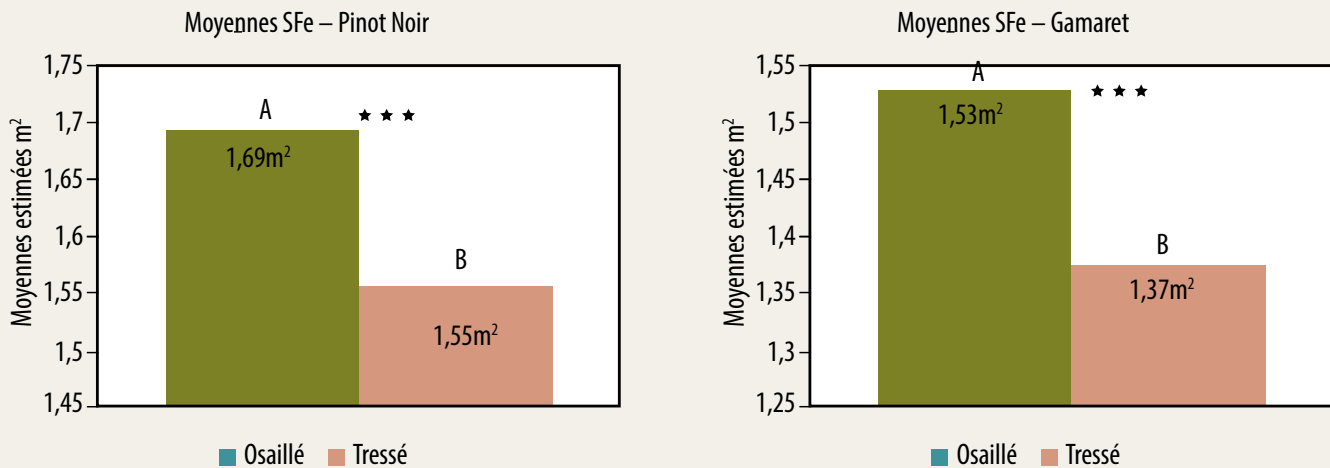 Moyennes SFe – Pinot Noir
Moyennes estimées m²
1,75
1,7
1,65
1,6
1,55
1,5
1,45
A
★ ★ ★
1,69m²
B
1,55m²
Osaillé
Tressé
Moyennes SFe – Gamaret
Moyennes estimées m²
1,55
1,5
1,45
1,4
1,35
1,3
1,25
A
★ ★ ★
1,53m²
B
1,37m²
Osaillé
Tressé